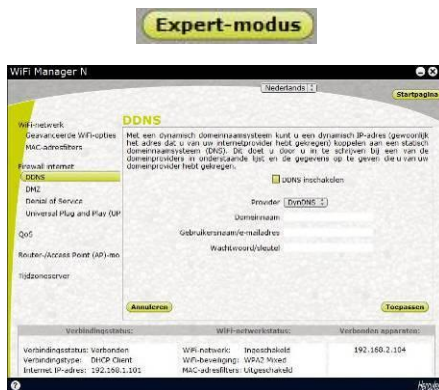 Expert-modus
WiFi Manager N
Nederlands
Startpagina
WiFi-netwerk
Geavanceerde WiFi-opties
MAC-adresfilters
Firewall internet
DDNS
DMZ
Denial of Service
Universal Plug and Play (UP
QoS
Router-/Access Point (AP)-mo
Tijdzoneserver
DDNS
Met een dynamisch domeinnaamsysteem kunt u een dynamisch IP-adres (gewoonlijk
het adres dat u van uw internetprovider hebt gekregen) koppelen aan een statisch
domeinnaamsysteem (DNS). Dit doet u door u in te schrijven bij een van de
domeinproviders in onderstaande lijst en de gegevens op te geven die u van uw
domeinprovider hebt gekregen.
DDNS inschakelen
Provider DynDNS
Domeinnaam
Gebruikersnaam/e-mailadres
Wachtwoord/sleutel
Annuleren
Toepassen
Verbindingsstatus:
Verbindingsstatus: Verbonden
Verbindingstype: DHCP Client
Internet IP-adres: 192.168.1.101
WiFi-netwerkstatus:
WiFi-netwerk: Ingeschakeld
WiFi-beveiliging: WPA2 Mixed
MAC-adresfilters: Uitgeschakeld
Verbonden apparaten:
192.168.2.104
Hercules